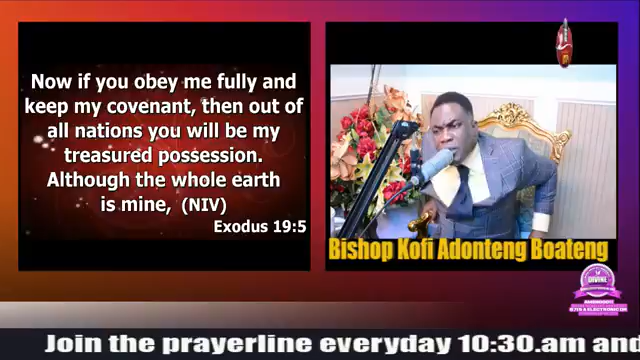 Now if you obey me fully and
keep my covenant, then out of
all nations you will be my
treasured possession.
Although the whole earth
is mine, (NIV)
Exodus 19:5
Bishop Kofi Adonteng Boateng
DIVINE
Join the prayerline everyday 10:30.am and